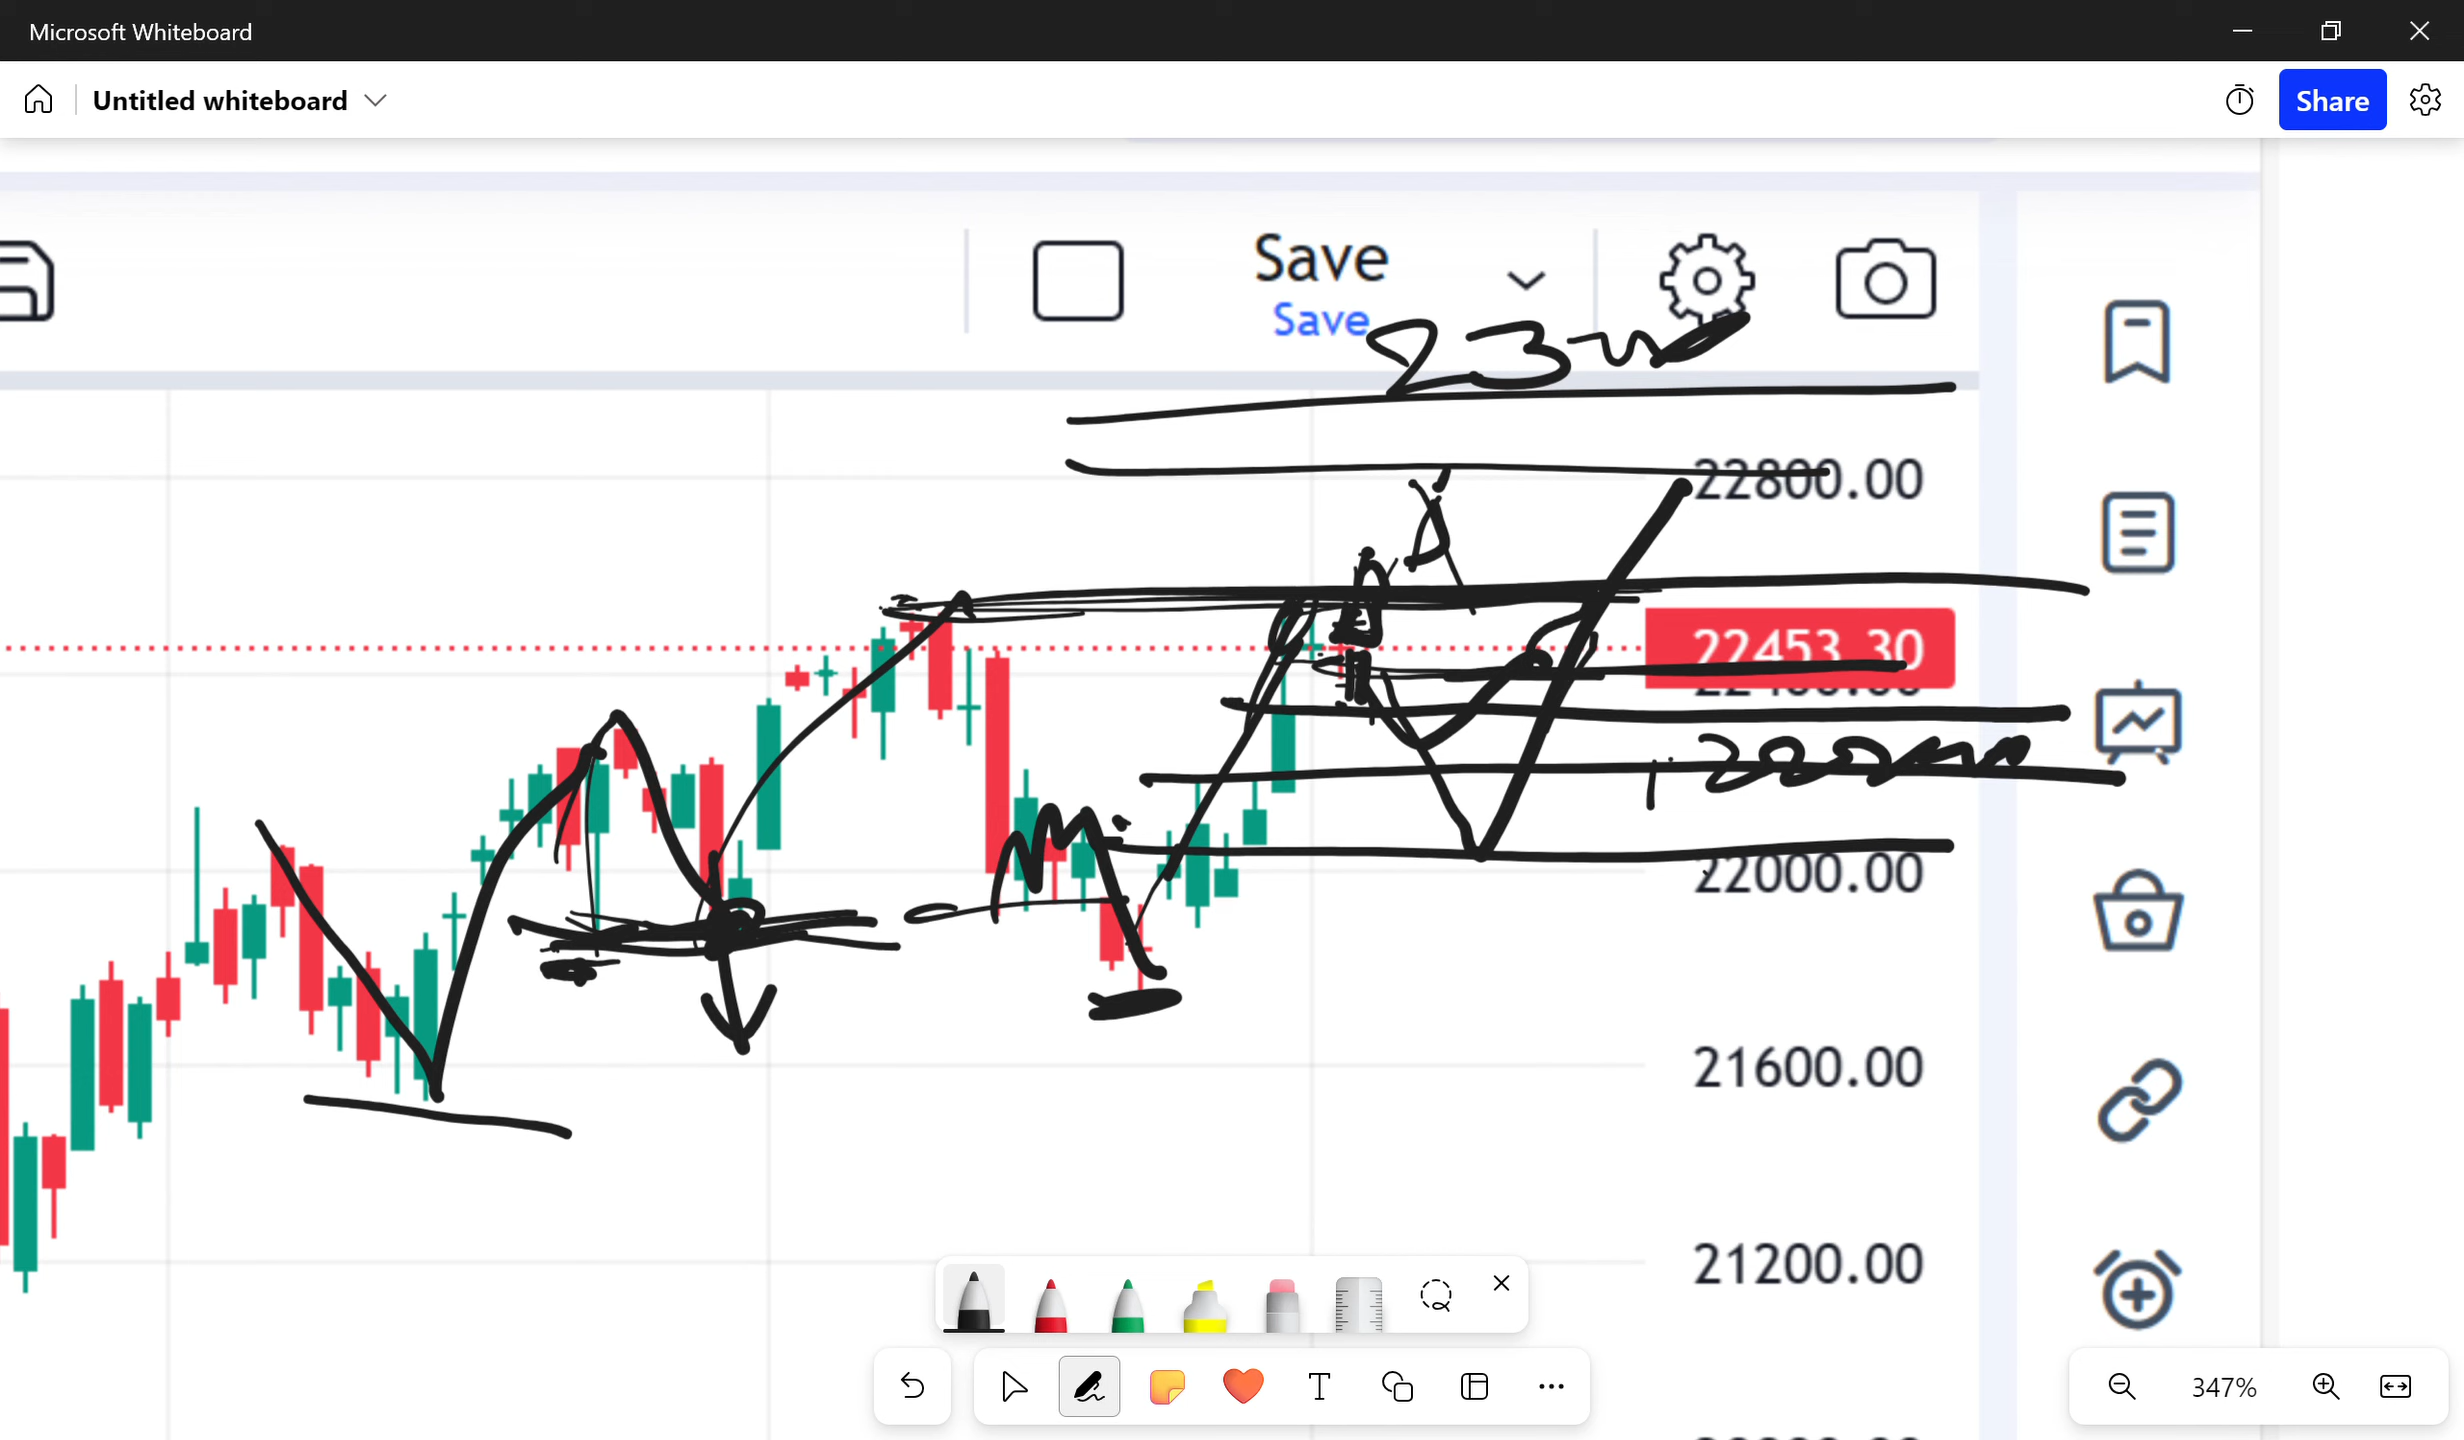 Microsoft Whiteboard
Untitled whiteboard
Share
Save
Save
22800.00
22453.30
22000.00
21600.00
21200.00
347%